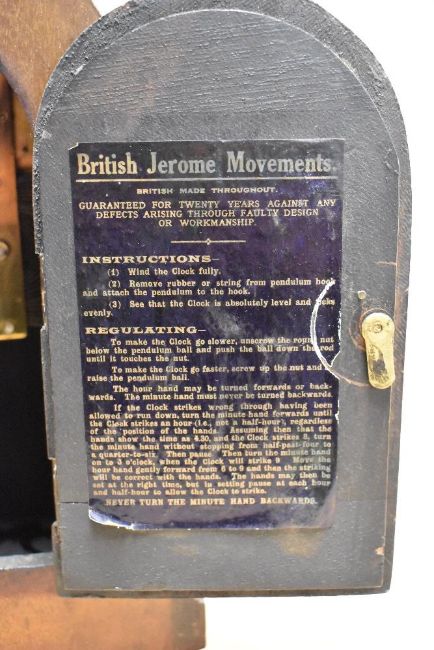 British Jerome Movements.
BRITISH MADE THROUGHOUT.
GUARANTEED FOR TWENTY YEARS AGAINST ANY
DEFECTS ARISING THROUGH FAULTY DESIGN
OR WORKMANSHIP.
INSTRUCTIONS—
(1) Wind the Clock fully.
(2) Remove rubber or string from pendulum hook
and attach the pendulum to the hook.
(3) See that the Clock is absolutely level and ticks
evenly.
REGULATING—
To make the Clock go slower, unscrew the round nut
below the pendulum ball and push the ball down the rod
until it touches the nut.
To make the Clock go faster, screw up the nut and
raise the pendulum ball.
The hour hand may be turned forwards or back-
wards. The minute hand must never be turned backwards.
If the Clock strikes wrong through having been
allowed to run down, turn the minute hand forwards until
the Clock strikes an hour (i.e., not a half-hour), regardless
of the position of the hands. Assuming then that the
hands show the time as 4.30, and the Clock strikes 8, turn
the minute hand without stopping from half-past-four to
a quarter-to-six. Then pause. Then turn the minute hand
on to 6 o'clock, when the Clock will strike 9. Move the
hour hand gently forward from 6 to 9 and then the striking
will be correct with the hands. The hands may then be
set at the right time, but in setting pause at each hour
and half-hour to allow the Clock to strike.
NEVER TURN THE MINUTE HAND BACKWARDS.